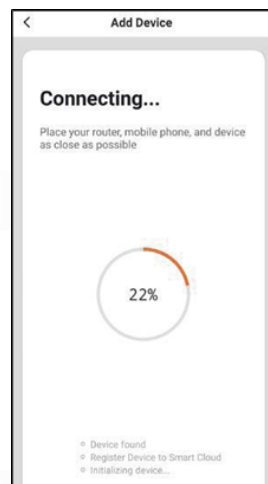 Add Device
Connecting...
Place your router, mobile phone, and device
as close as possible
22%
Device found
Register Device to Smart Cloud
Initializing device...